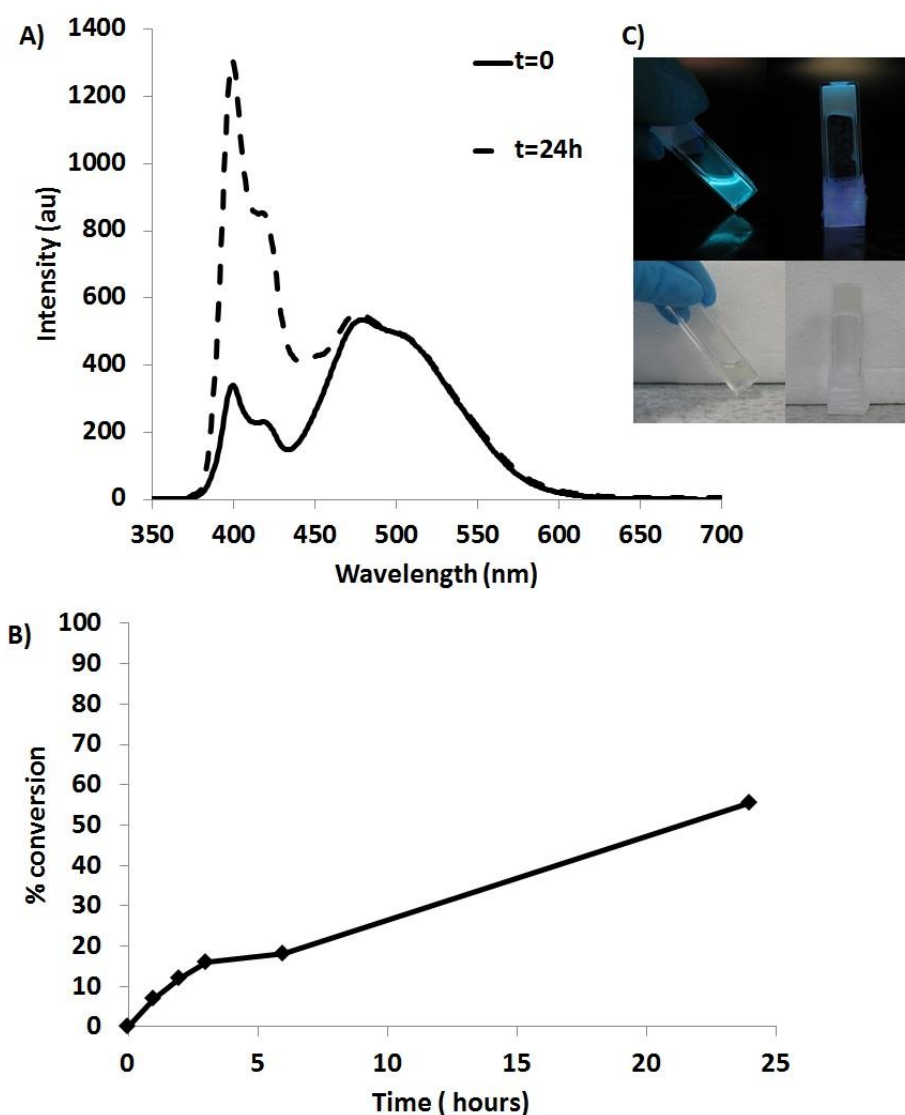 A)
1400
1200
1000
800
600
400
200
0
Intensity (au)
t=0
t=24h
350 400 450 500 550 600 650 700
Wavelength (nm)
C)
B)
100
90
80
70
60
50
40
30
20
10
0
% conversion
0 5 10 15 20 25
Time ( hours)